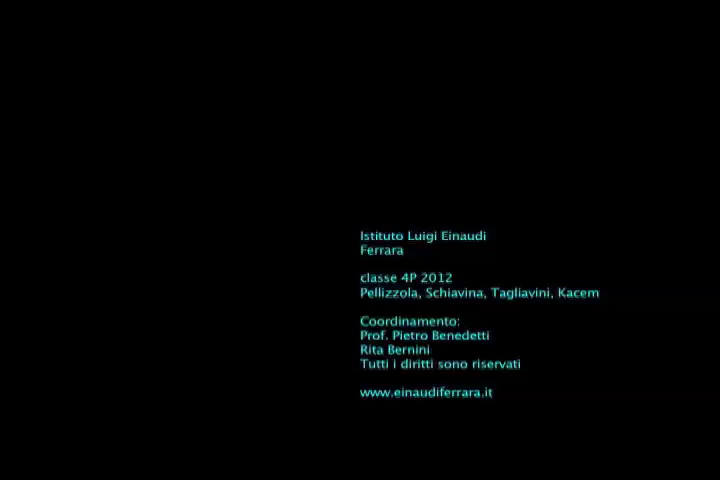 Istituto Luigi Einaudi
Ferrara
classe 4P 2012
Pellizzola, Schiavina, Tagliavini, Kacem
Coordinamento:
Prof. Pietro Benedetti
Rita Bernini
Tutti i diritti sono riservati
www.einaudiferrara.it